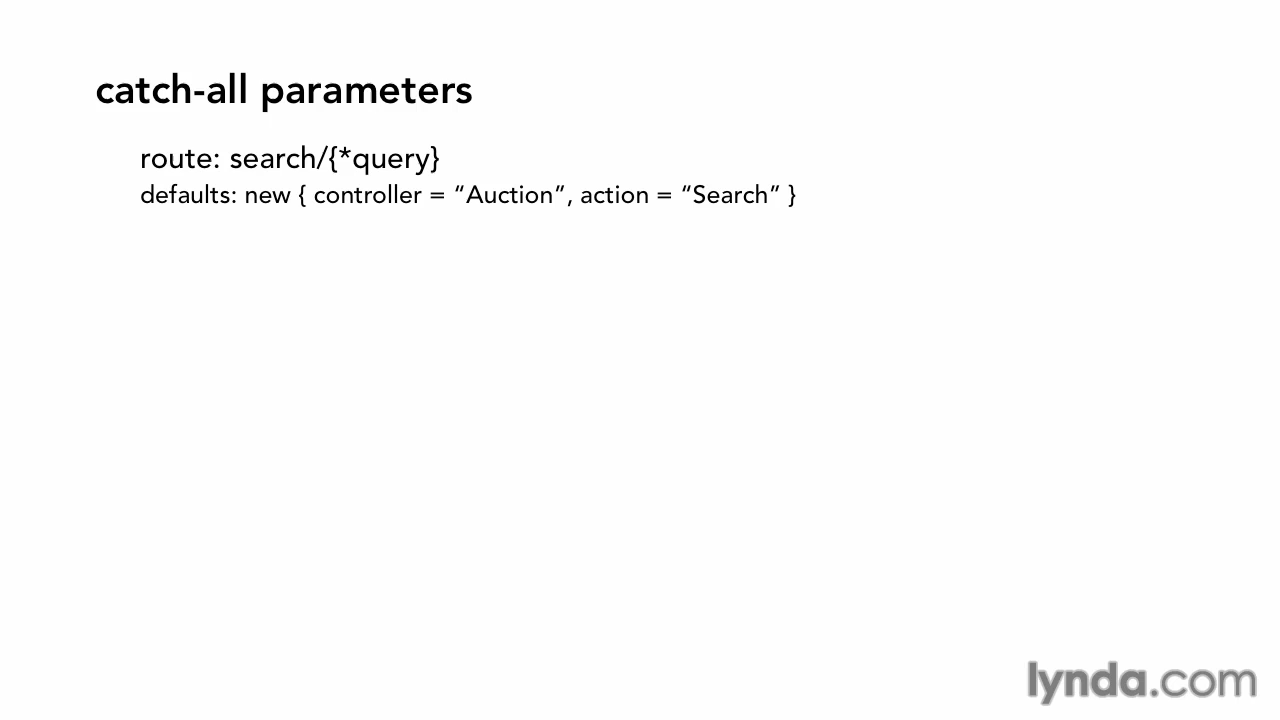 catch-all parameters
route: search/{*query}
defaults: new { controller = “Auction”, action = “Search” }
lynda.com